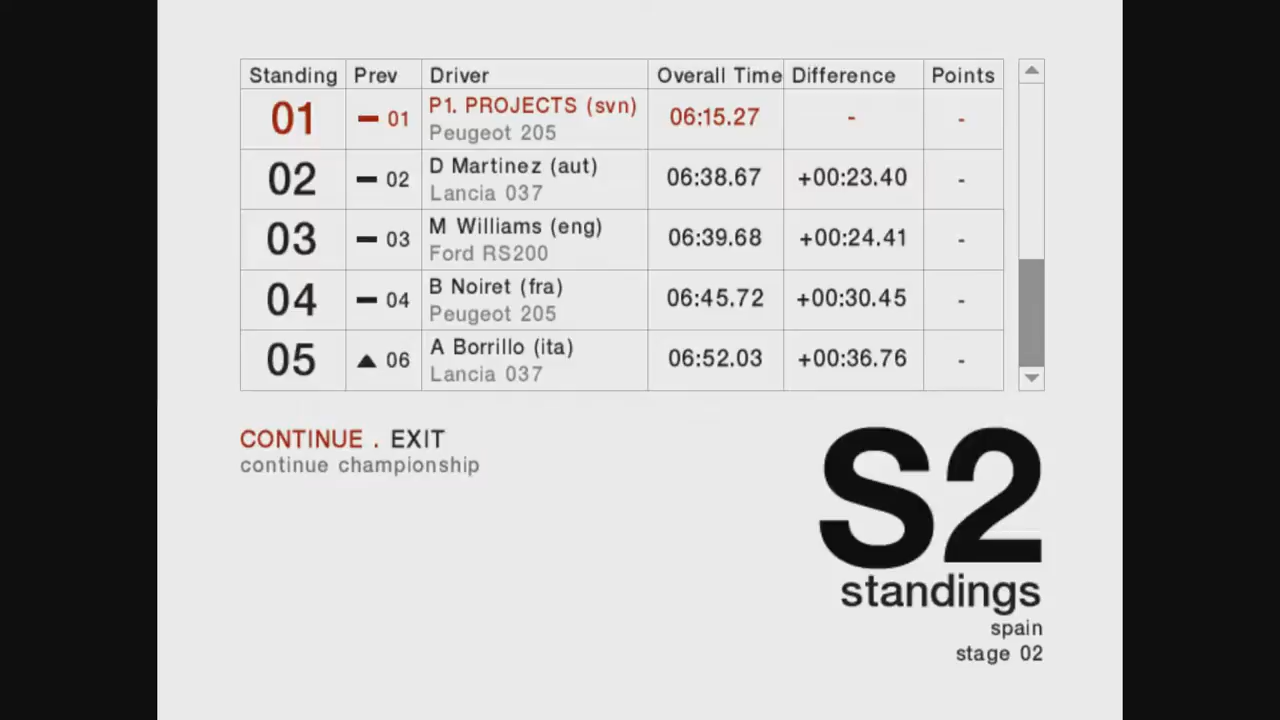 Standing Prev Driver Overall Time Difference Points
01 01 P1. PROJECTS (svn) 06:15.27 - -
Peugeot 205
02 02 D Martinez (aut) 06:38.67 +00:23.40 -
Lancia 037
03 03 M Williams (eng) 06:39.68 +00:24.41 -
Ford RS200
04 04 B Noiret (fra) 06:45.72 +00:30.45 -
Peugeot 205
05 06 A Borrillo (ita) 06:52.03 +00:36.76 -
Lancia 037
CONTINUE . EXIT
continue championship
S2
standings
spain
stage 02